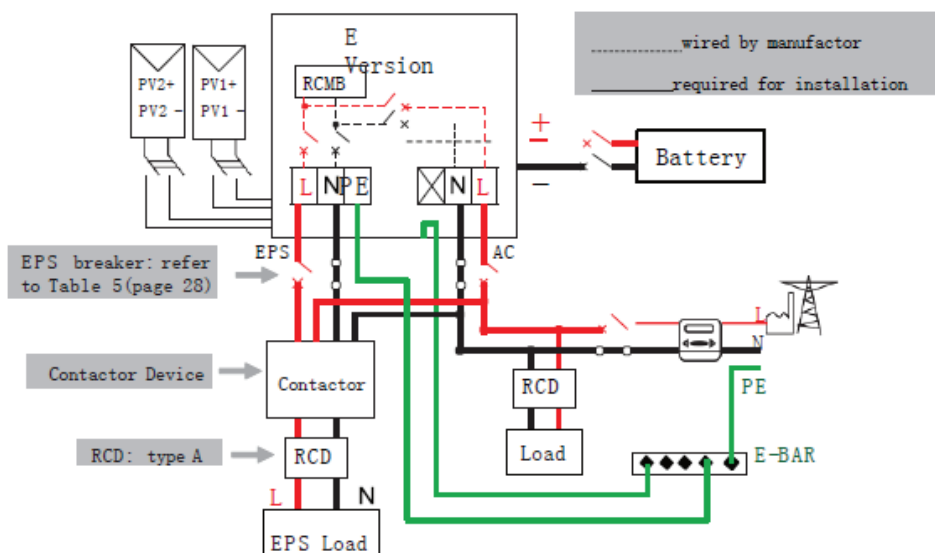 E
Version
RCMB
PV2+
PV2 -
PV1+
PV1 -
wired by manufactor
required for installation
+
-
Battery
L
N
PE
N
L
EPS
AC
EPS breaker: refer
to Table 5(page 28)
L
N
Contactor Device
Contactor
RCD
PE
RCD: type A
RCD
Load
E-BAR
L
N
EPS Load